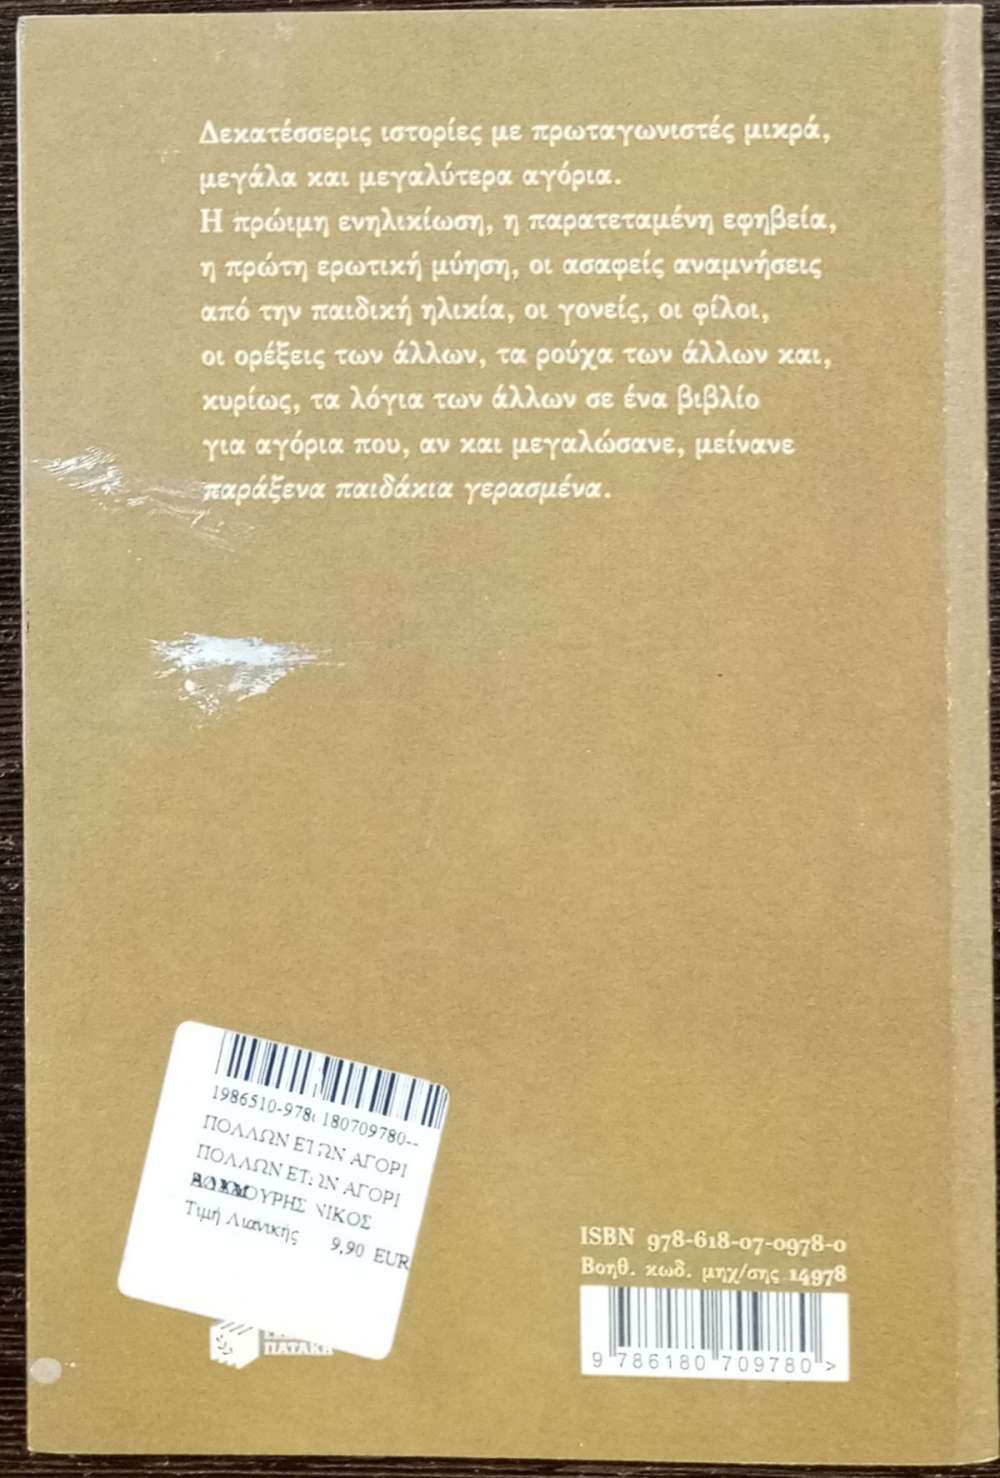 Δεκατέσσερις ιστορίες με πρωταγωνιστές μικρά,
μεγάλα και μεγαλύτερα αγόρια.
Η πρώιμη ενηλικίωση, η παρατεταμένη εφηβεία,
η πρώτη ερωτική μύηση, οι ασαφείς αναμνήσεις
από την παιδική ηλικία, οι γονείς, οι φίλοι,
οι ορέξεις των άλλων, τα ρούχα των άλλων και,
κυρίως, τα λόγια των άλλων σε ένα βιβλίο
για αγόρια που, αν και μεγαλώσανε, μείνανε
παράξενα παιδάκια γερασμένα.
1986510-9786180709780--
ΠΟΛΛΩΝ ΕΤΩΝ ΑΓΟΡΙ
ΠΟΛΛΩΝ ΕΤΩΝ ΑΓΟΡΙ
ΝΙΚΟΣ
Τιμή Λιανικής 9,90 EUR
ΠΑΤΑΚΗ
ISBN 978-618-07-0978-0
Βοηθ. κωδ. μηχ/σης 14978
9 786180 709780 >